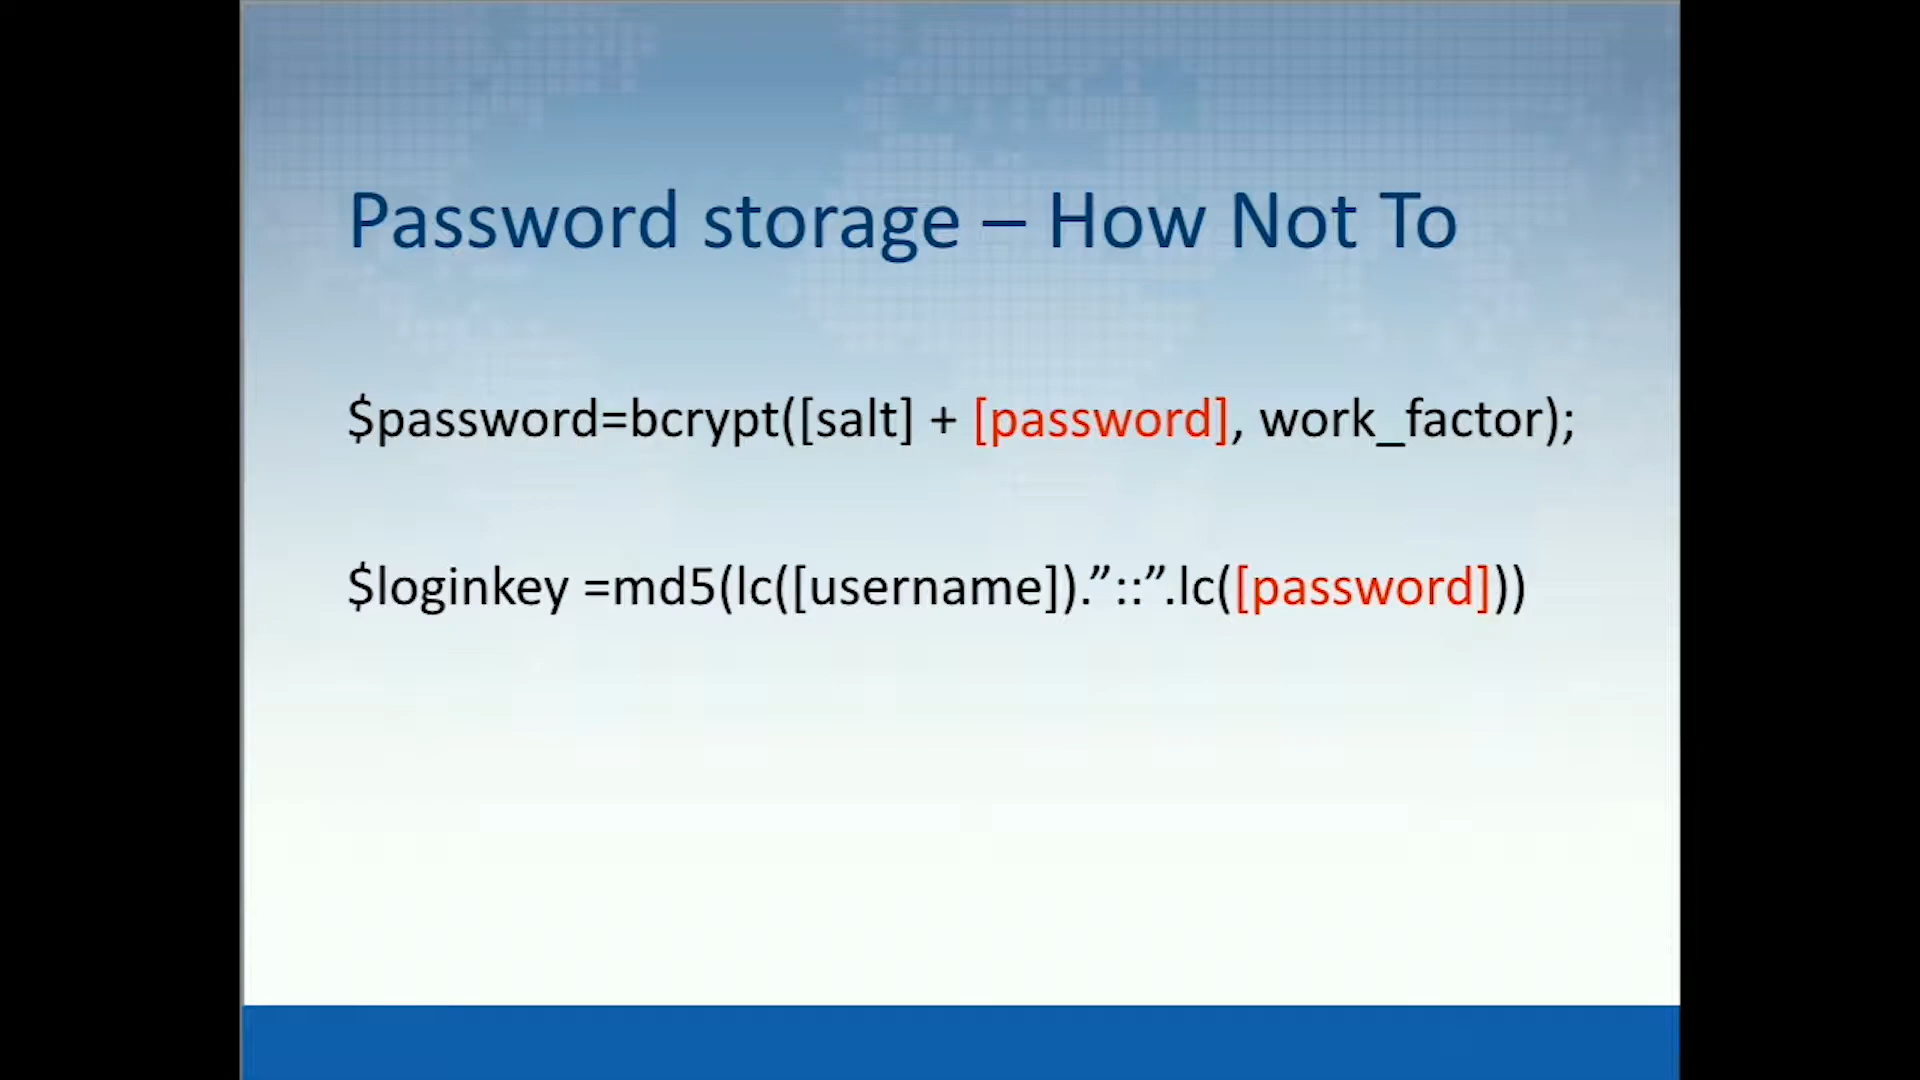 Password storage – How Not To
$password=bcrypt([salt] + [password], work_factor);
$loginkey =md5(lc([username]).”::”.lc([password]))